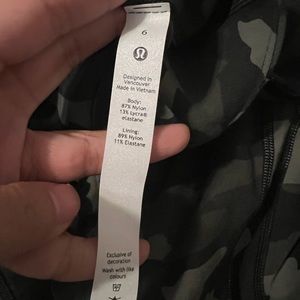 6
Designed in
Vancouver
Made in Vietnam
Body:
87% Nylon
13% Lycra®
elastane
Lining:
89% Nylon
11% Elastane
Exclusive of
decoration
Wash with like
colours